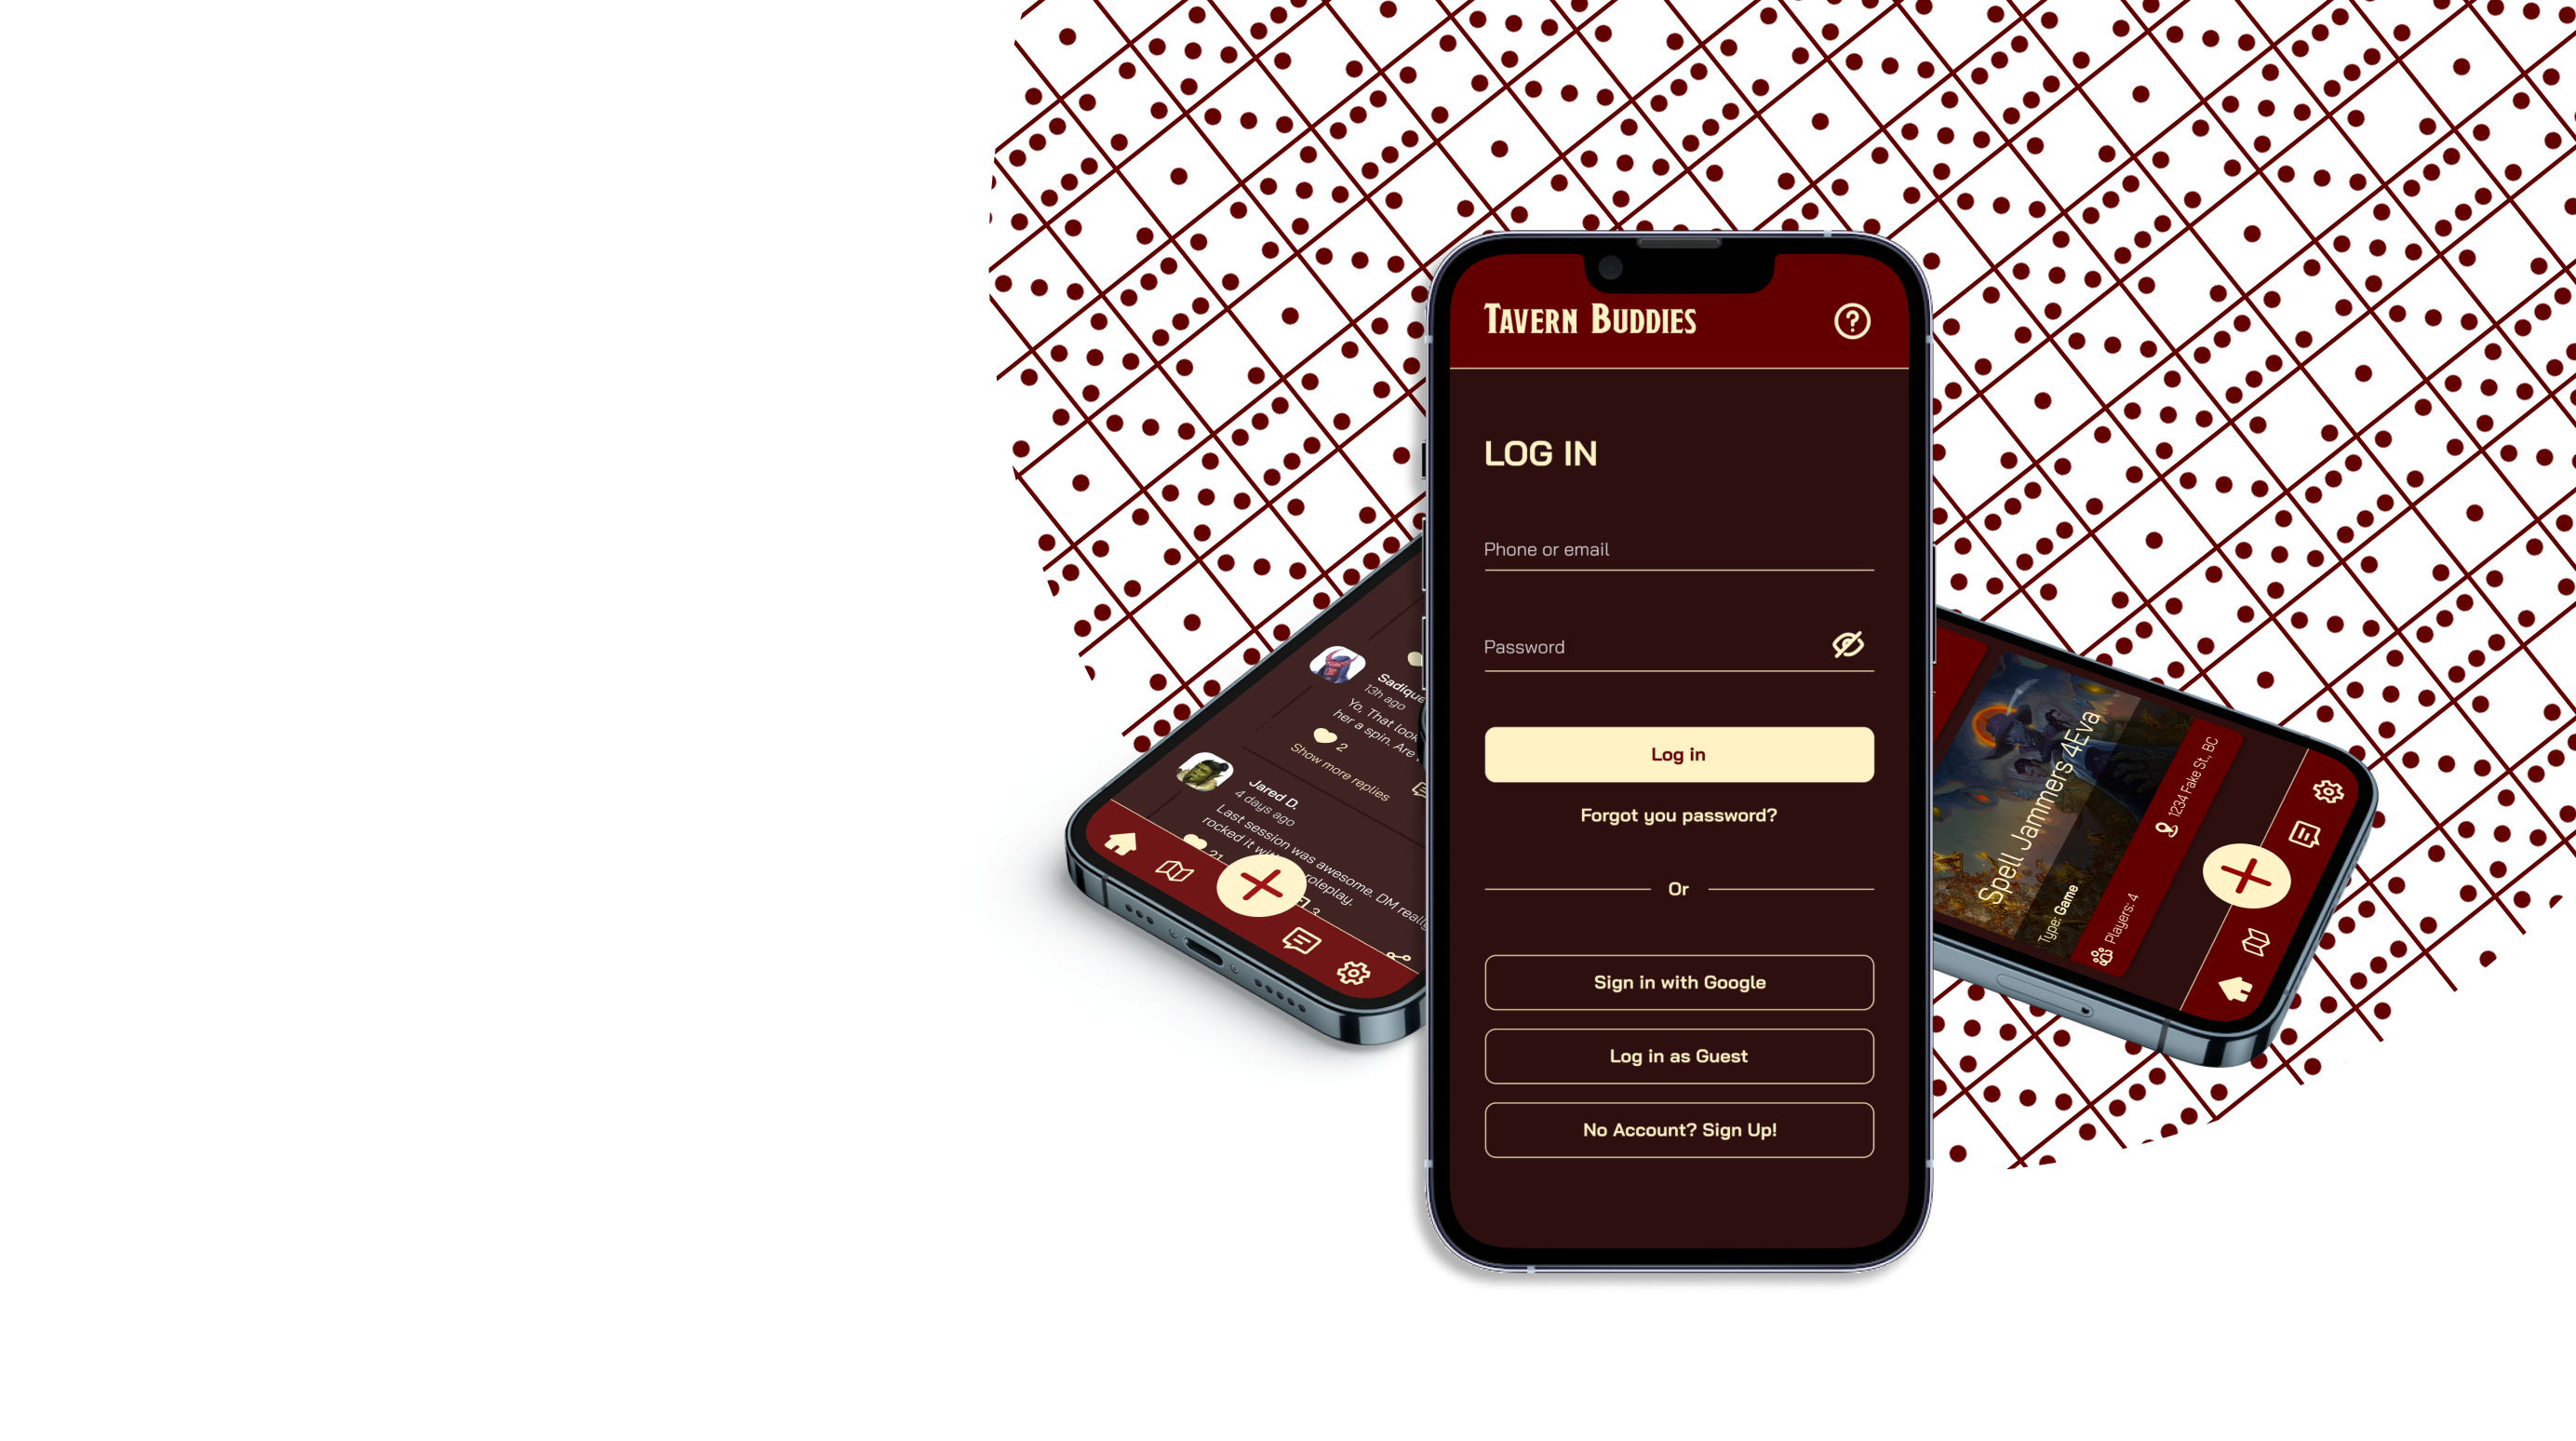 TAVERN BUDDIES
LOG IN
Phone or email
Password
Log in
Forgot you password?
Or
Sign in with Google
Log in as Guest
No Account? Sign Up!
Sadique
13h ago
Yo, That look
her a spin. Are
2
Show more replies
Jared D.
4 days ago
Last session was awesome. DM really
rocked it roleplay.
21
3
Spell Jammers 4Eva
Type: Game
Players: 4
1234 Fake St, BC